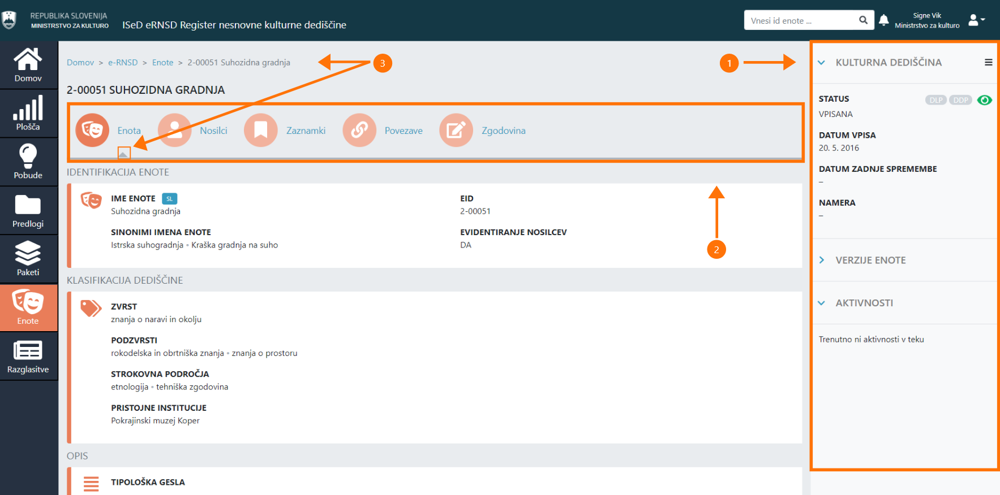 REPUBLIKA SLOVENIJA
MINISTRSTVO ZA KULTURO
ISeD eRNSD Register nesnovne kulturne dediščine
Vnesi id enote ...
Signe Vik
Ministrstvo za kulturo
Domov
Plošča
Pobude
Predlogi
Paketi
Enote
Razglasitve
Domov > e-RNSD > Enote > 2-00051 Suhozidna gradnja
3
1
2-00051 SUHOZIDNA GRADNJA
Enota
Nosilci
Zaznamki
Povezave
Zgodovina
IDENTIFIKACIJA ENOTE
IME ENOTE SL
Suhozidna gradnja
EID
2-00051
SINONIMI IMENA ENOTE
Istrska suhogradnja • Kraška gradnja na suho
EVIDENTIRANJE NOSILCEV
DA
2
KLASIFIKACIJA DEDIŠČINE
ZVRST
znanja o naravi in okolju
PODZVRSTI
rokodelska in obrtniška znanja • znanja o prostoru
STROKOVNA PODROČJA
etnologija • tehniška zgodovina
PRISTOJNE INSTITUCIJE
Pokrajinski muzej Koper
OPIS
TIPOLOŠKA GESLA
KULTURNA DEDIŠČINA
STATUS
DLP DDP
VPISANA
DATUM VPISA
20. 5. 2016
DATUM ZADNJE SPREMEMBE
–
NAMERA
–
VERZIJE ENOTE
AKTIVNOSTI
Trenutno ni aktivnosti v teku